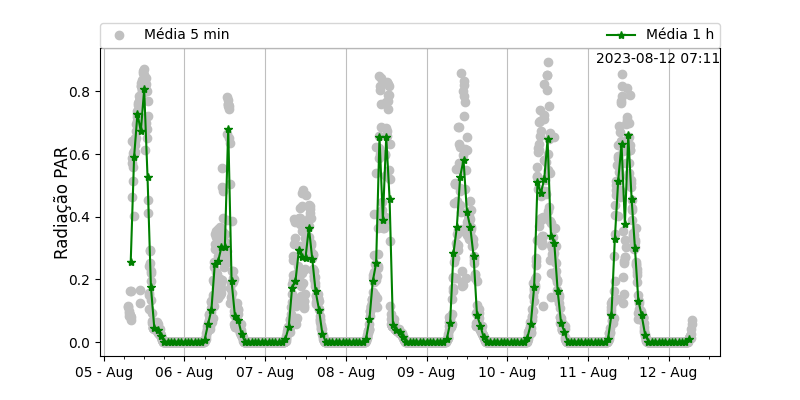 Média 5 min
Média 1 h
2023-08-12 07:11
Radiação PAR
0.8
0.6
0.4
0.2
0.0
05 - Aug
06 - Aug
07 - Aug
08 - Aug
09 - Aug
10 - Aug
11 - Aug
12 - Aug